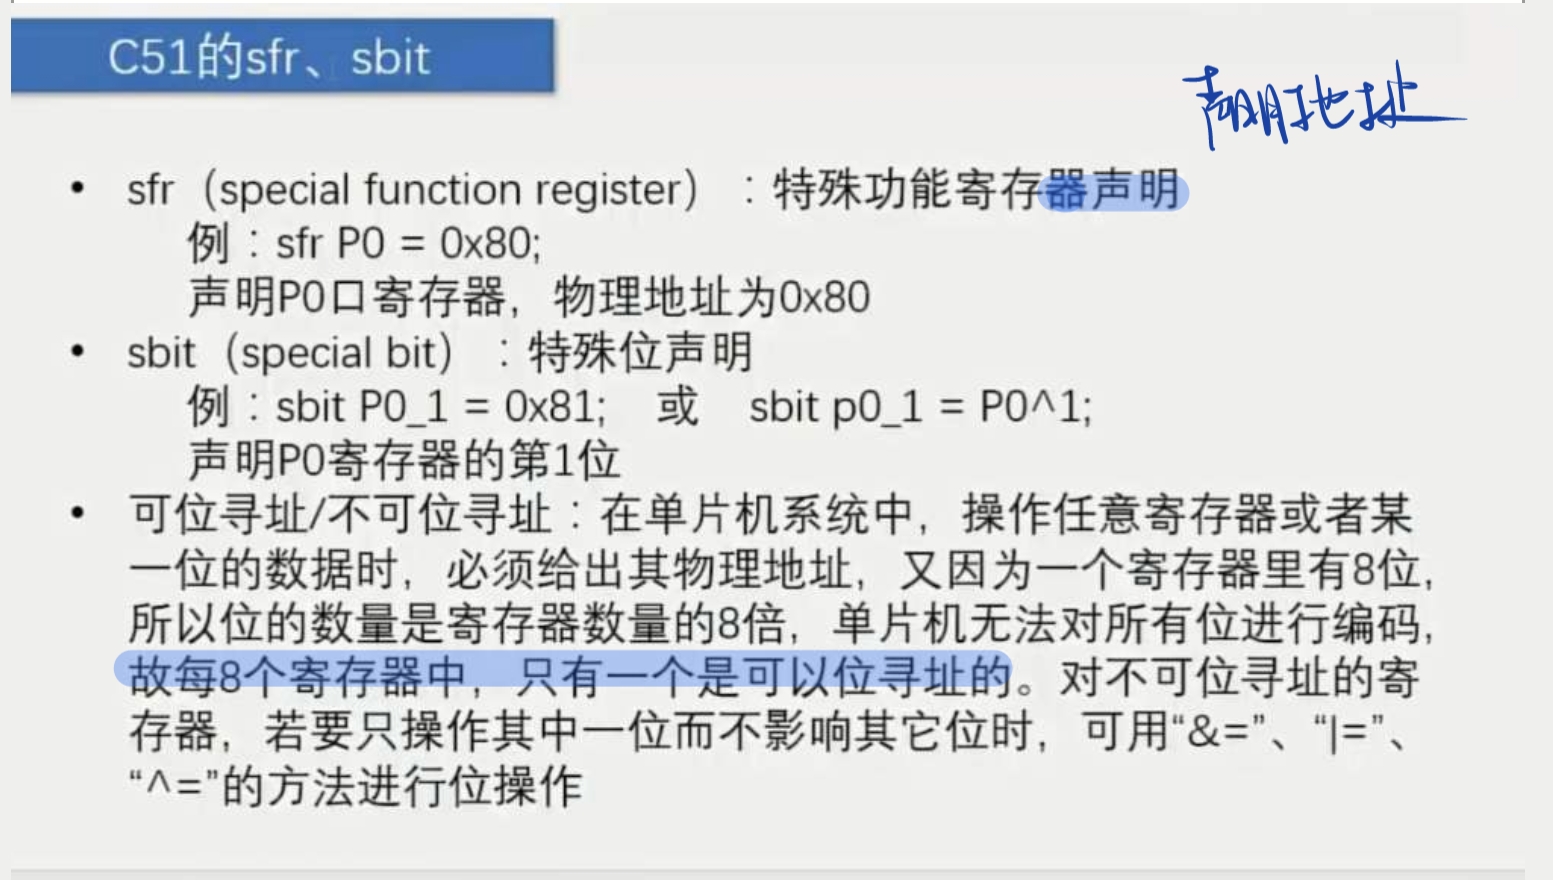 C51的sfr、sbit
声明地址
• sfr（special function register）：特殊功能寄存器声明
例：sfr P0 = 0x80;
声明P0口寄存器，物理地址为0x80
• sbit（special bit）：特殊位声明
例：sbit P0_1 = 0x81; 或 sbit p0_1 = P0^1;
声明P0寄存器的第1位
• 可位寻址/不可位寻址：在单片机系统中，操作任意寄存器或者某
一位的数据时，必须给出其物理地址，又因为一个寄存器里有8位，
所以位的数量是寄存器数量的8倍，单片机无法对所有位进行编码，
故每8个寄存器中，只有一个是可以位寻址的。对不可位寻址的寄
存器，若要只操作其中一位而不影响其它位时，可用“&=”、“|=”、
“^=”的方法进行位操作